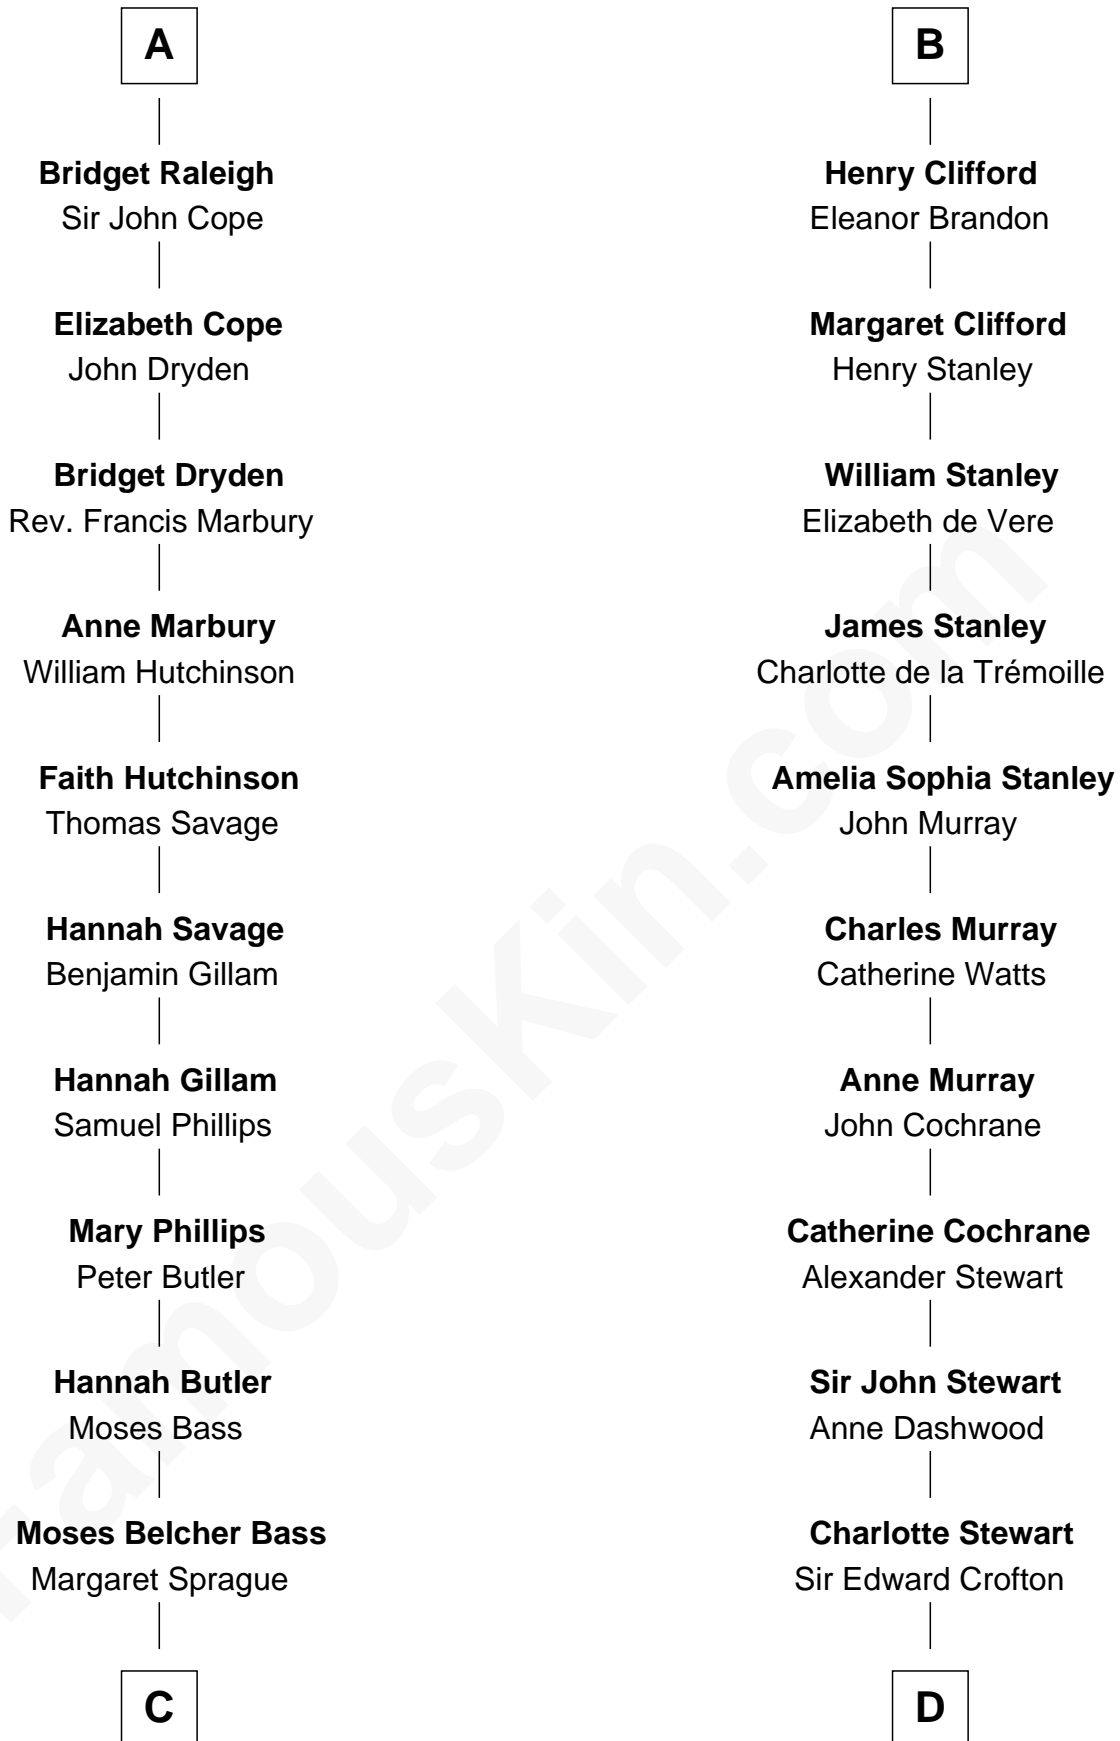 A
Bridget Raleigh
Sir John Cope
Elizabeth Cope
John Dryden
Bridget Dryden
Rev. Francis Marbury
Anne Marbury
William Hutchinson
Faith Hutchinson
Thomas Savage
Hannah Savage
Benjamin Gillam
Hannah Gillam
Samuel Phillips
Mary Phillips
Peter Butler
Hannah Butler
Moses Bass
Moses Belcher Bass
Margaret Sprague
C
B
Henry Clifford
Eleanor Brandon
Margaret Clifford
Henry Stanley
William Stanley
Elizabeth de Vere
James Stanley
Charlotte de la Trémoille
Amelia Sophia Stanley
John Murray
Charles Murray
Catherine Watts
Anne Murray
John Cochrane
Catherine Cochrane
Alexander Stewart
Sir John Stewart
Anne Dashwood
Charlotte Stewart
Sir Edward Crofton
D
FamousKin.com